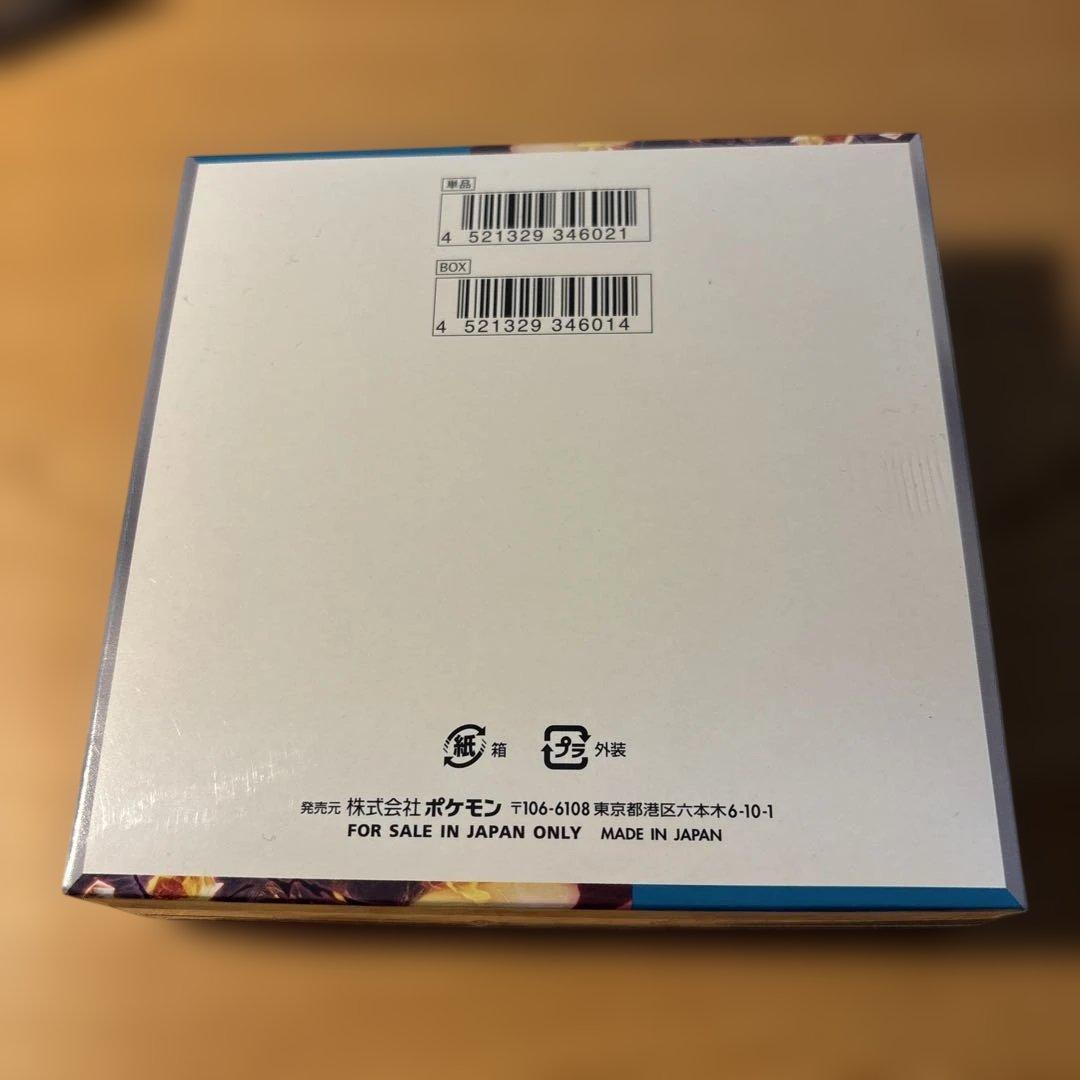 単品
4 521329 346021
BOX
4 521329 346014
紙 箱 プラ 外装
発売元 株式会社 ポケモン 〒106-6108 東京都港区六本木6-10-1
FOR SALE IN JAPAN ONLY MADE IN JAPAN